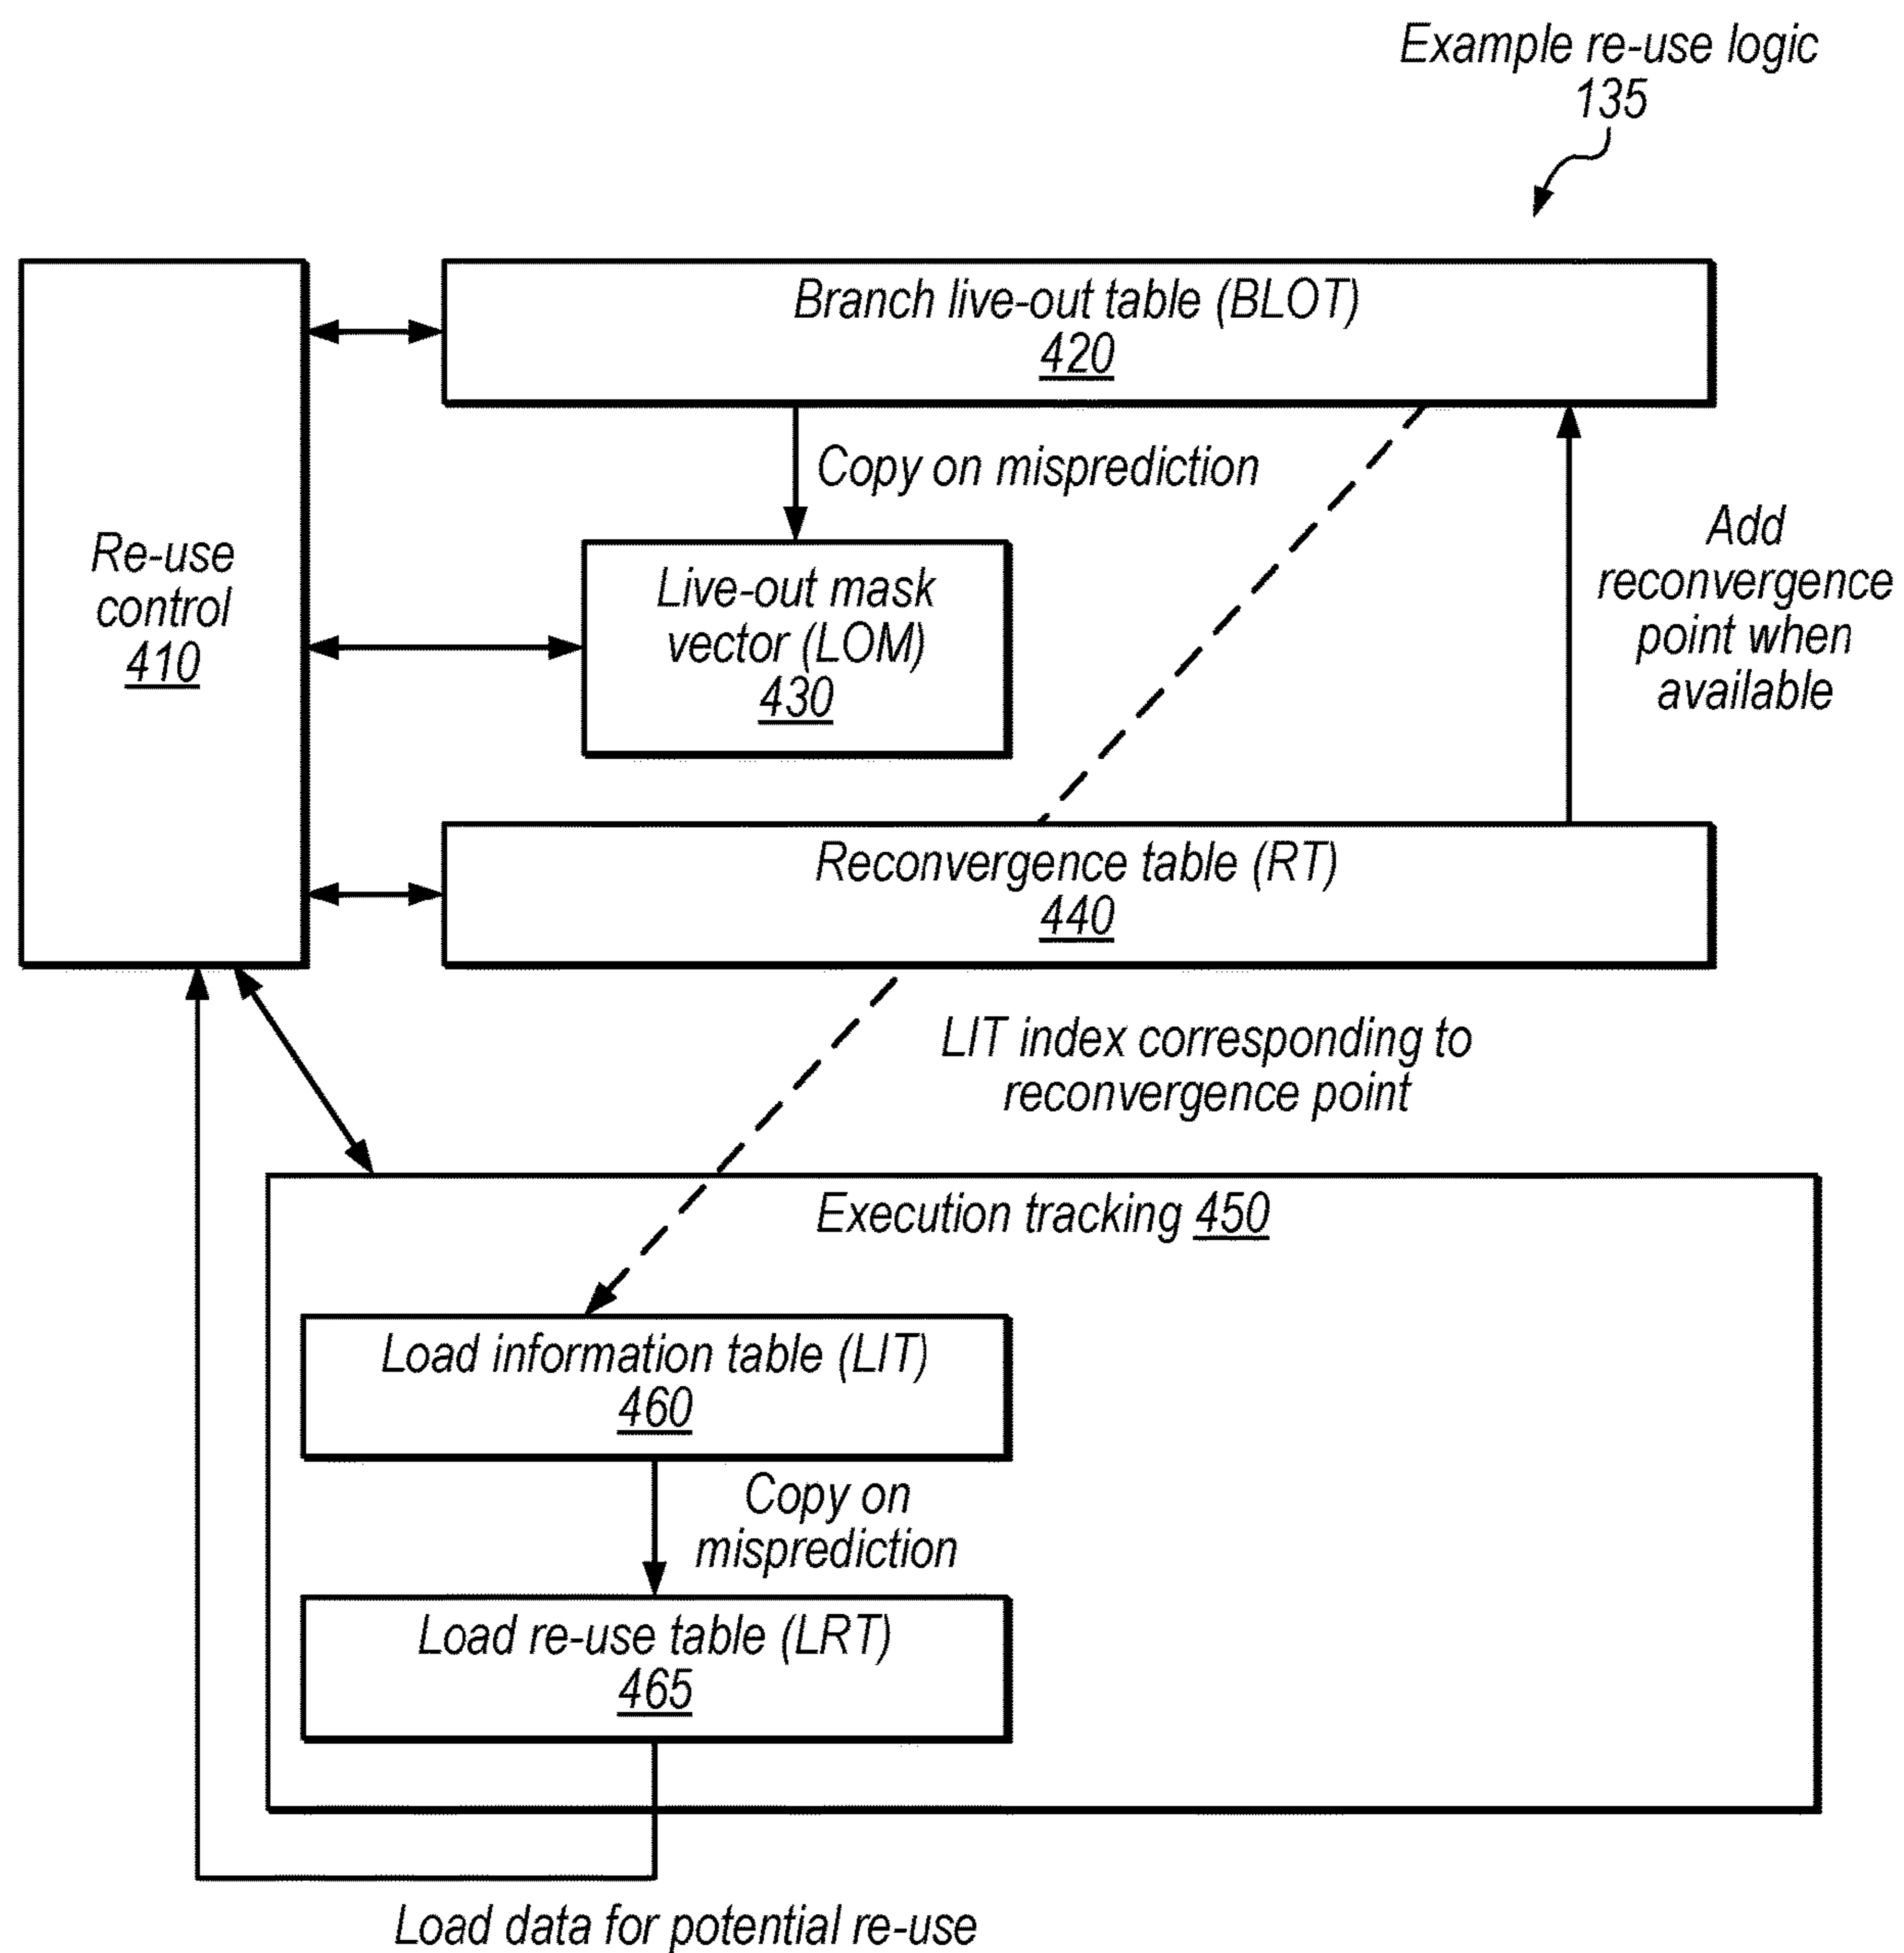 Example re-use logic
135
Branch live-out table (BLOT)
420
Copy on misprediction
Re-use
control
410
Live-out mask
vector (LOM)
430
Add
reconvergence
point when
available
Reconvergence table (RT)
440
LIT index corresponding to
reconvergence point
Execution tracking 450
Load information table (LIT)
460
Copy on
misprediction
Load re-use table (LRT)
465
Load data for potential re-use